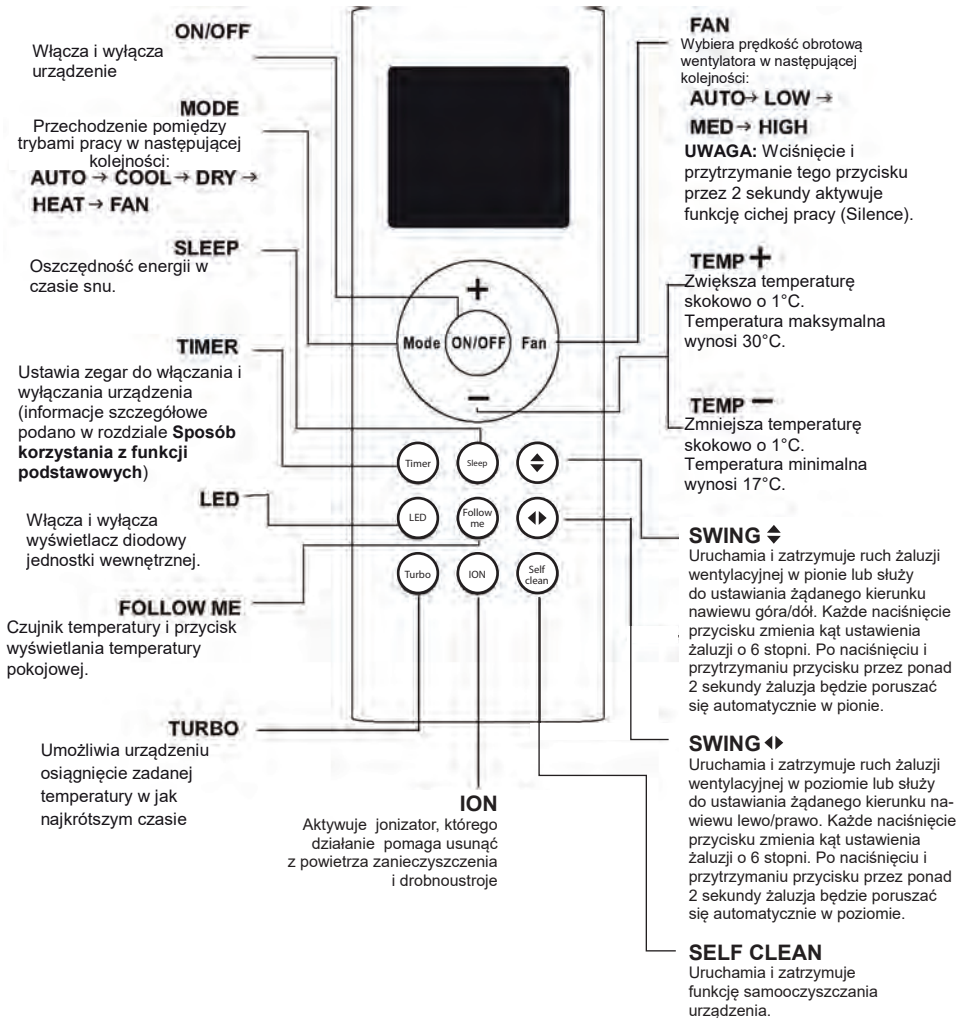 ON/OFF
Włącza i wyłącza
urządzenie
MODE
Przechodzenie pomiędzy
trybami pracy w następującej
kolejności:
AUTO → COOL → DRY →
HEAT → FAN
SLEEP
Oszczędność energii w
czasie snu.
TIMER
Ustawia zegar do włączania i
wyłączania urządzenia
(informacje szczegółowe
podano w rozdziale Sposób
korzystania z funkcji
podstawowych)
LED
Włącza i wyłącza
wyświetlacz diodowy
jednostki wewnętrznej.
FOLLOW ME
Czujnik temperatury i przycisk
wyświetlania temperatury
pokojowej.
TURBO
Umożliwia urządzeniu
osiągnięcie zadanej
temperatury w jak
najkrótszym czasie
+
Mode ON/OFF Fan
−
Timer Sleep
LED Follow me
Turbo ION Self clean
ION
Aktywuje jonizator, którego
działanie pomaga usunąć
z powietrza zanieczyszczenia
i drobnoustroje
FAN
Wybiera prędkość obrotową
wentylatora w następującej
kolejności:
AUTO→ LOW →
MED→ HIGH
UWAGA: Wciśnięcie i
przytrzymanie tego przycisku
przez 2 sekundy aktywuje
funkcję cichej pracy (Silence).
TEMP +
Zwiększa temperaturę
skokowo o 1°C.
Temperatura maksymalna
wynosi 30°C.
TEMP −
Zmniejsza temperaturę
skokowo o 1°C.
Temperatura minimalna
wynosi 17°C.
SWING
Uruchamia i zatrzymuje ruch żaluzji
wentylacyjnej w pionie lub służy
do ustawiania żądanego kierunku
nawiewu góra/dół. Każde naciśnięcie
przycisku zmienia kąt ustawienia
żaluzji o 6 stopni. Po naciśnięciu i
przytrzymaniu przycisku przez ponad
2 sekundy żaluzja będzie poruszać
się automatycznie w pionie.
SWING
Uruchamia i zatrzymuje ruch żaluzji
wentylacyjnej w poziomie lub służy
do ustawiania żądanego kierunku na-
wiewu lewo/prawo. Każde naciśnięcie
przycisku zmienia kąt ustawienia
żaluzji o 6 stopni. Po naciśnięciu i
przytrzymaniu przycisku przez ponad
2 sekundy żaluzja będzie poruszać
się automatycznie w poziomie.
SELF CLEAN
Uruchamia i zatrzymuje
funkcję samooczyszczania
urządzenia.